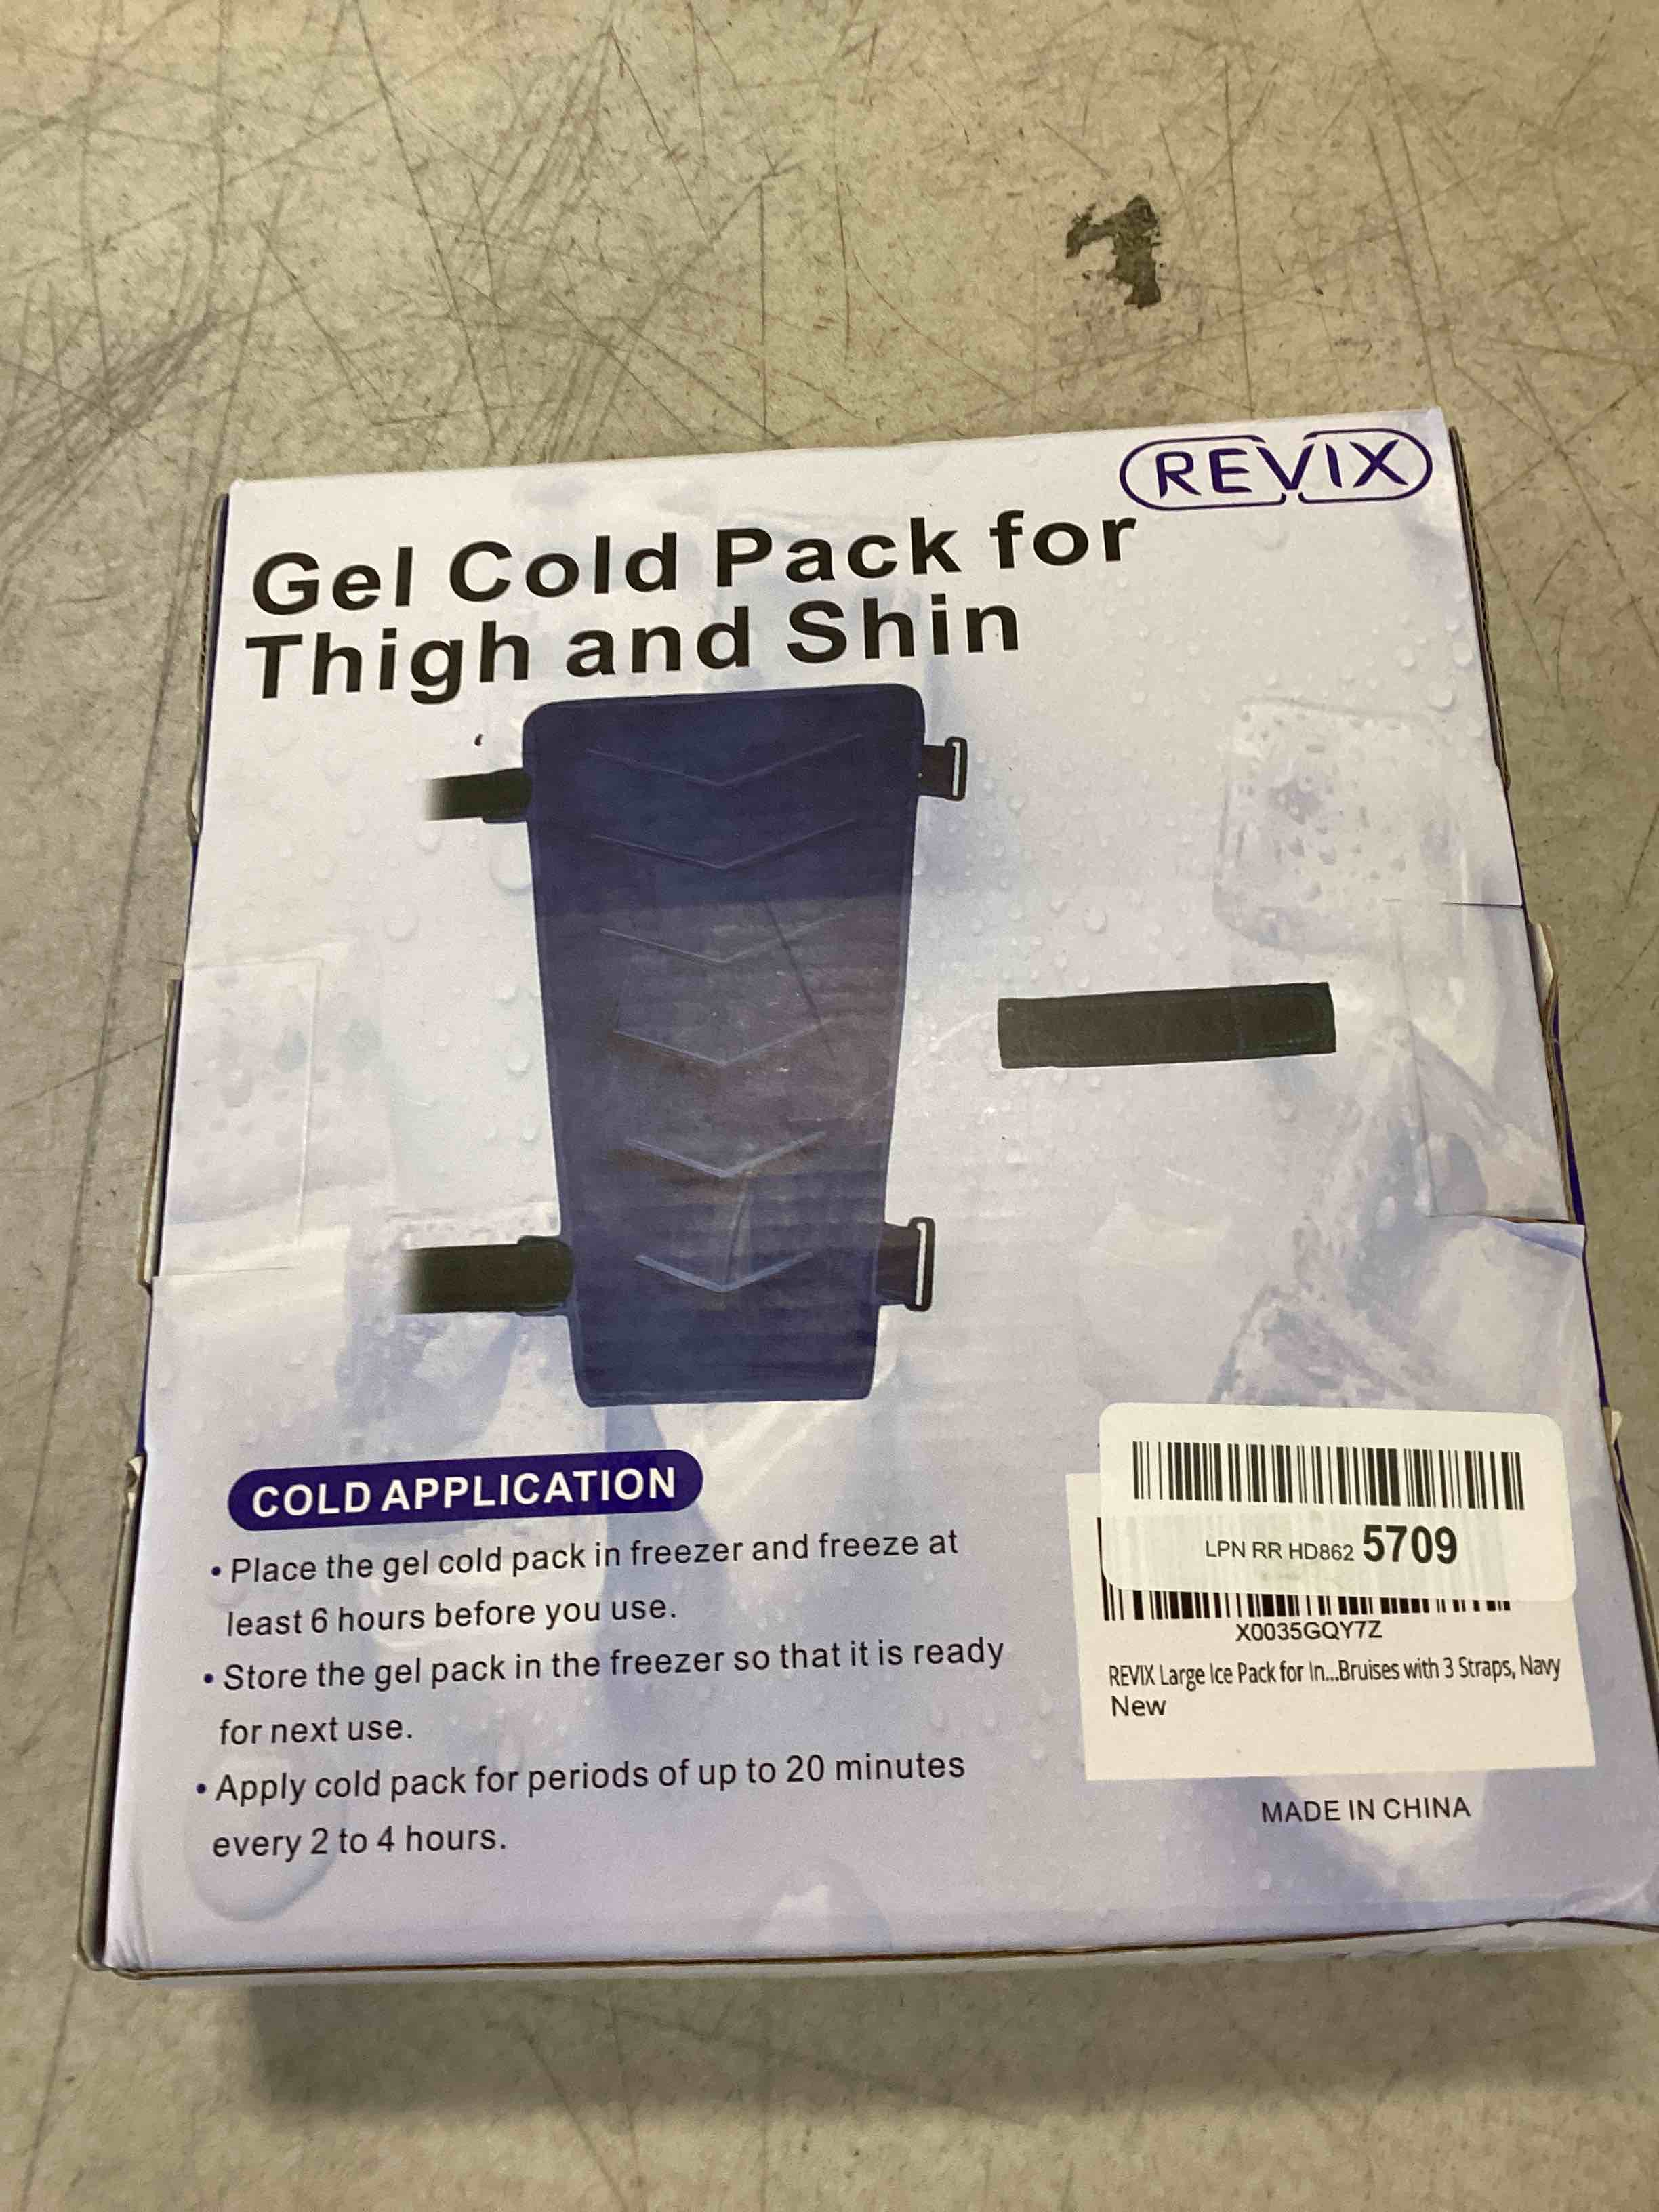 REVIX
Gel Cold Pack for
Thigh and Shin
COLD APPLICATION
• Place the gel cold pack in freezer and freeze at
least 6 hours before you use.
• Store the gel pack in the freezer so that it is ready
for next use.
• Apply cold pack for periods of up to 20 minutes
every 2 to 4 hours.
LPN RR HD862 5709
X0035GQY7Z
REVIX Large Ice Pack for In...Bruises with 3 Straps, Navy
New
MADE IN CHINA